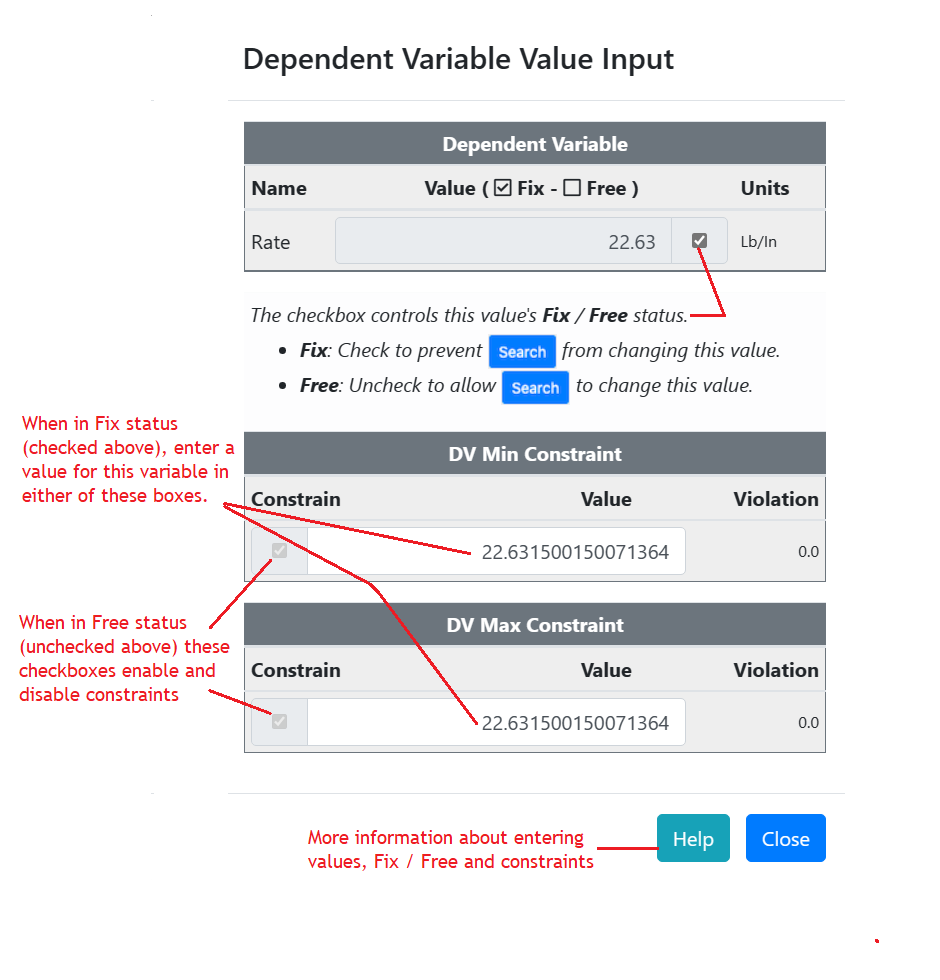 Dependent Variable Value Input
Dependent Variable
Name Value ( ☑ Fix - ☐ Free ) Units
Rate 22.63 Lb/In
The checkbox controls this value's Fix / Free status.
• Fix: Check to prevent Search from changing this value.
• Free: Uncheck to allow Search to change this value.
When in Fix status
(checked above), enter a
value for this variable in
either of these boxes.
DV Min Constraint
Constrain Value Violation
22.631500150071364 0.0
When in Free status
(unchecked above) these
checkboxes enable and
disable constraints
DV Max Constraint
Constrain Value Violation
22.631500150071364 0.0
More information about entering
values, Fix / Free and constraints
Help Close